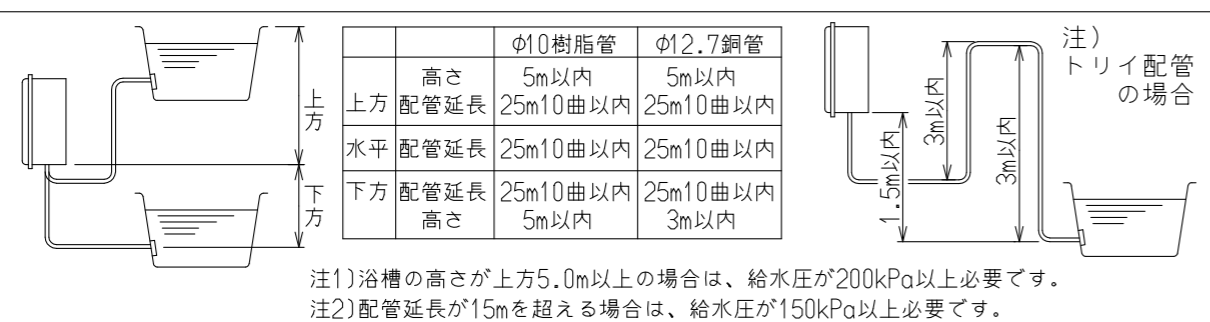 上方
下方
φ10樹脂管 φ12.7銅管
上方 高さ 5m以内 5m以内
配管延長 25m10曲以内 25m10曲以内
水平 配管延長 25m10曲以内 25m10曲以内
下方 配管延長 25m10曲以内 25m10曲以内
高さ 5m以内 3m以内
1.5m以内
3m以内
3m以内
注)
トリイ配管
の場合
注1)浴槽の高さが上方5.0m以上の場合は、給水圧が200kPa以上必要です。
注2)配管延長が15mを超える場合は、給水圧が150kPa以上必要です。